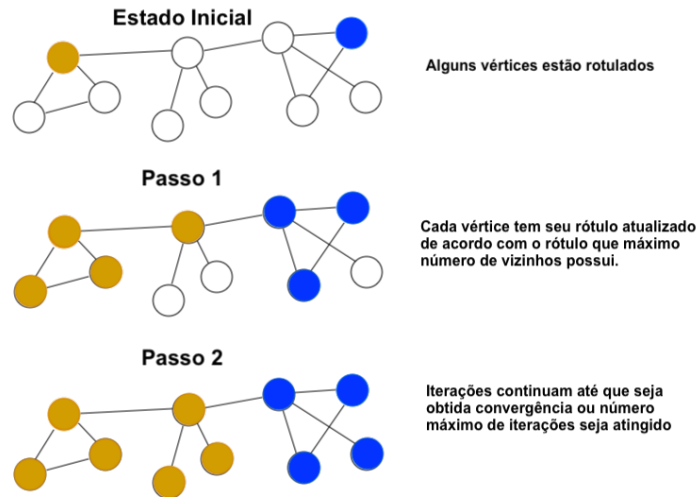 Estado Inicial
Alguns vértices estão rotulados
Passo 1
Cada vértice tem seu rótulo atualizado
de acordo com o rótulo que máximo
número de vizinhos possui.
Passo 2
Iterações continuam até que seja
obtida convergência ou número
máximo de iterações seja atingido